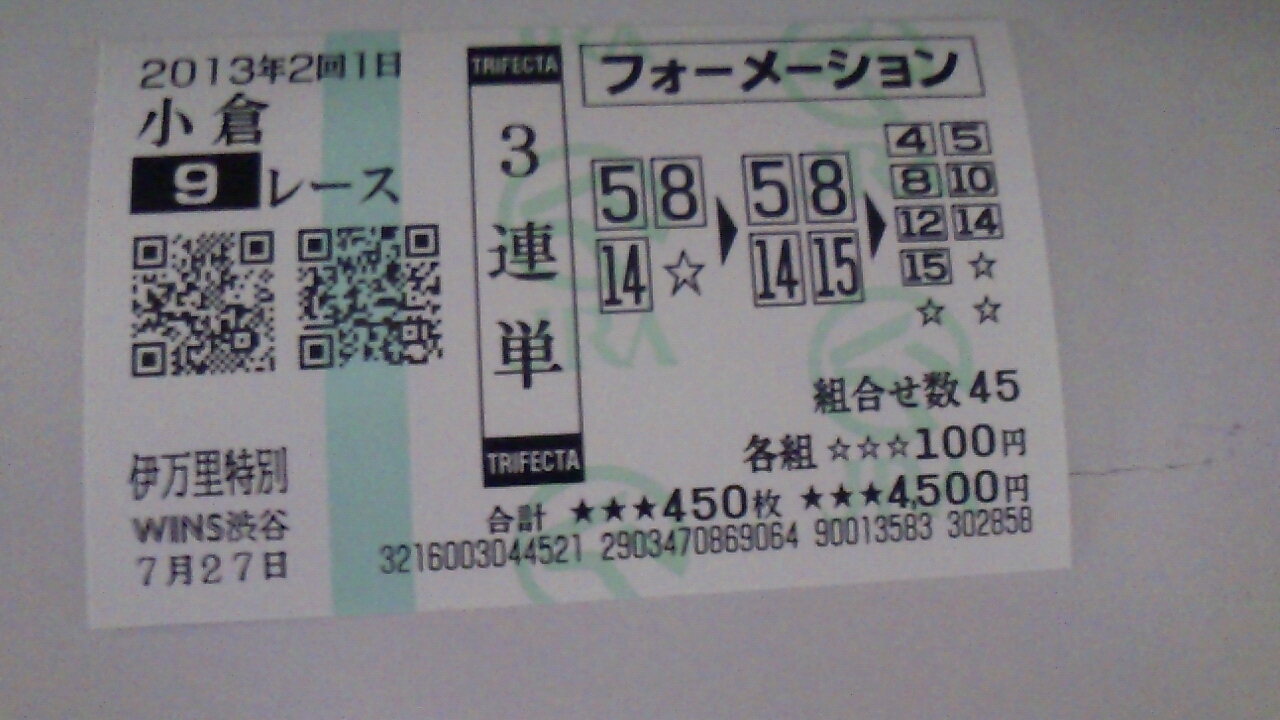 2013年2回1日
小倉
9レース
伊万里特別
WINS渋谷
7月27日
TRIFECTA
3連単
TRIFECTA
フォーメーション
5 8 ▶ 5 8 ▶ 4 5
14 ☆ 14 15 8 10
12 14
15 ☆
☆ ☆
組合せ数45
各組 ☆☆☆100円
合計 ★★★450枚 ★★★4,500円
3216003044521 2903470869064 90013583 302858